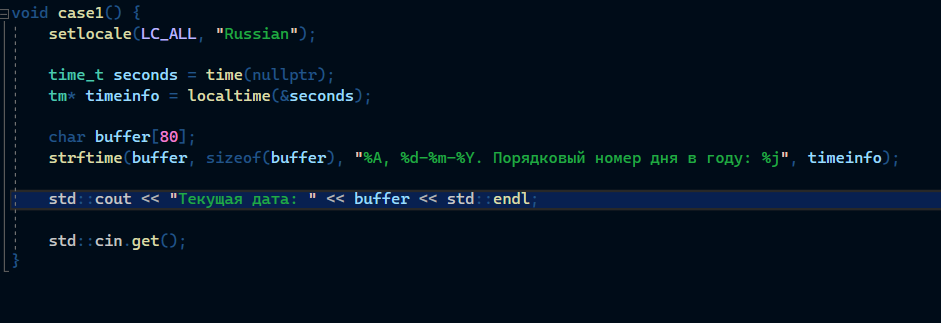 void case1() {
setlocale(LC_ALL, "Russian");
time_t seconds = time(nullptr);
tm* timeinfo = localtime(&seconds);
char buffer[80];
strftime(buffer, sizeof(buffer), "%A, %d-%m-%Y. Порядковый номер дня в году: %j", timeinfo);
std::cout << "Текущая дата: " << buffer << std::endl;
std::cin.get();
}